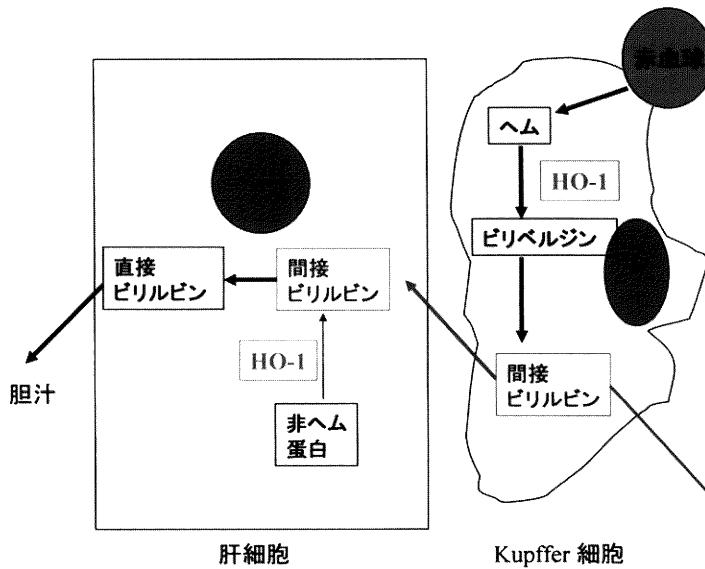 赤血球
ヘム
HO-1
ビリベルジン
直接
ビリルビン
間接
ビリルビン
HO-1
間接
ビリルビン
胆汁
非ヘム
蛋白
肝細胞
Kupffer 細胞